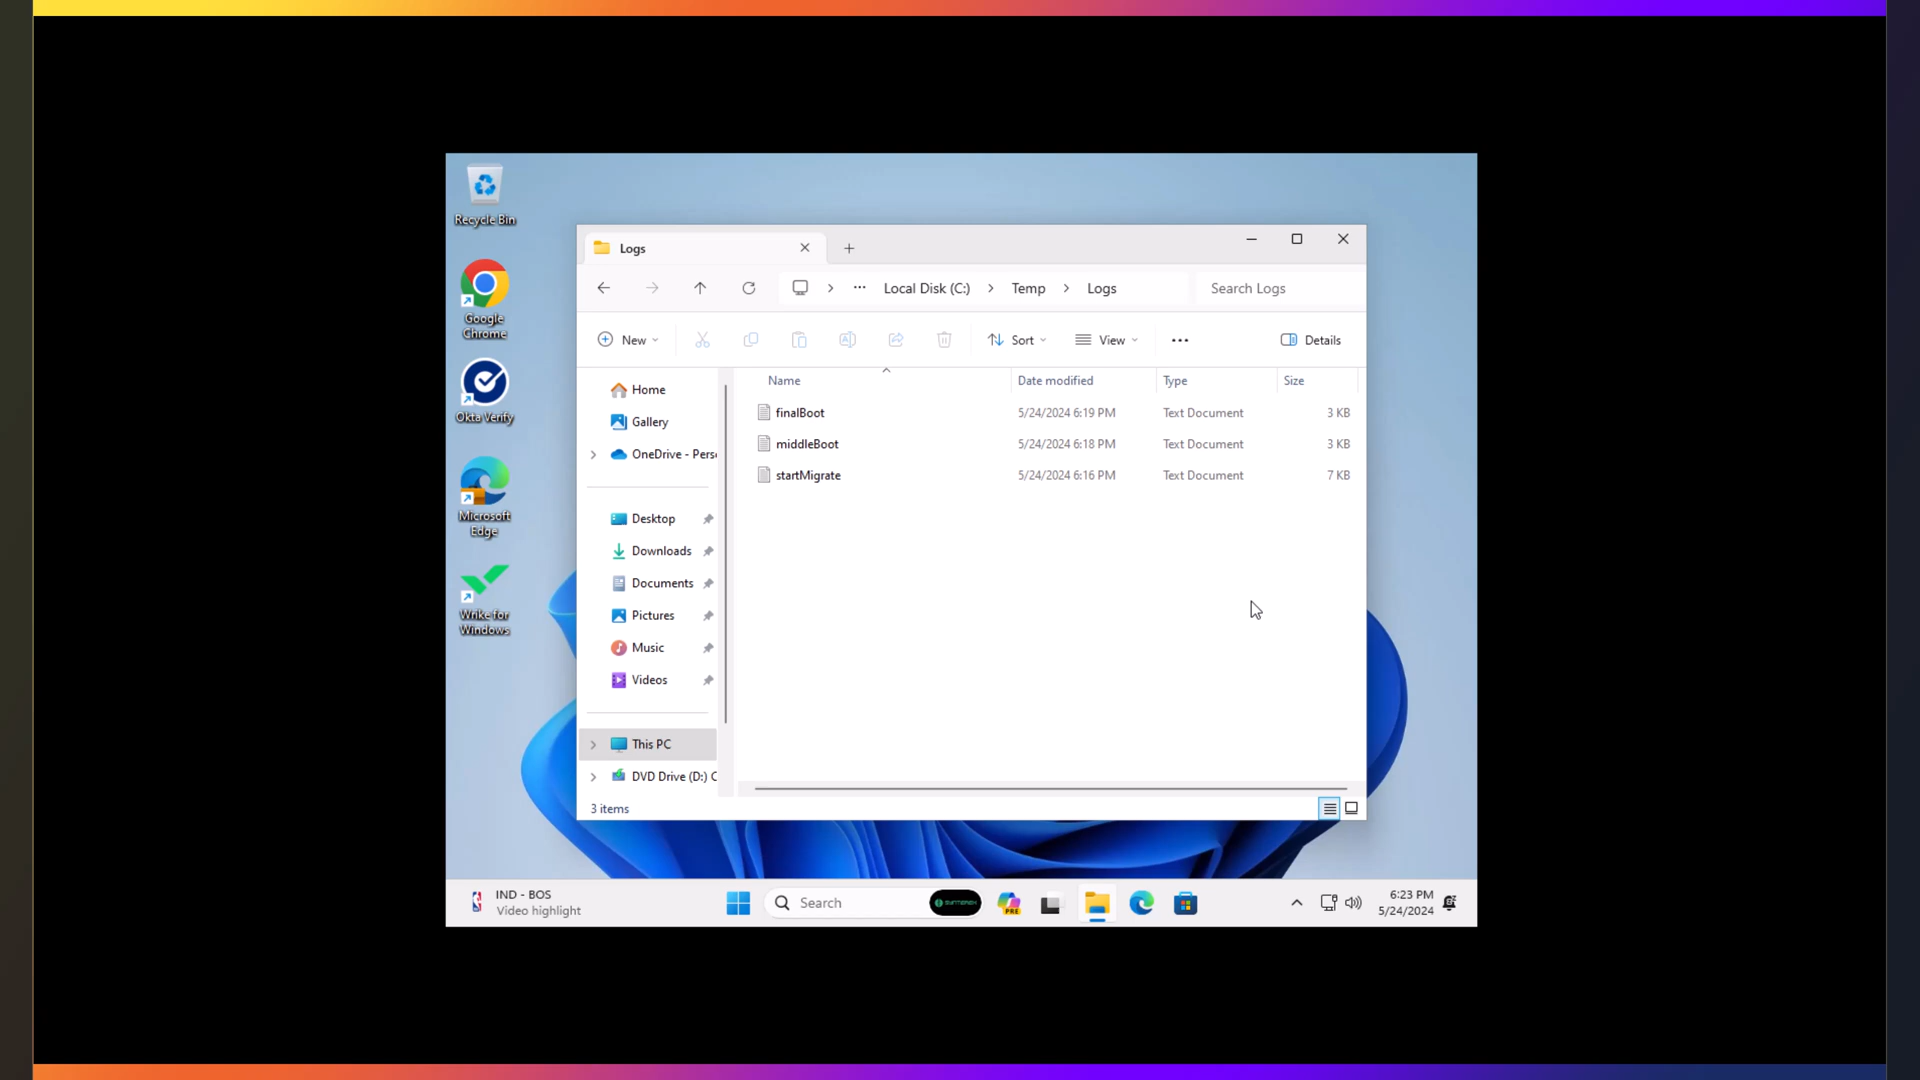 Recycle Bin
Google
Chrome
Okta Verify
Microsoft
Edge
Wrike for
Windows
Logs
Local Disk (C:) Temp Logs
Search Logs
New
Sort
View
Details
Name Date modified Type Size
finalBoot 5/24/2024 6:19 PM Text Document 3 KB
middleBoot 5/24/2024 6:18 PM Text Document 3 KB
startMigrate 5/24/2024 6:16 PM Text Document 7 KB
Home
Gallery
OneDrive - Pers
Desktop
Downloads
Documents
Pictures
Music
Videos
This PC
DVD Drive (D:) C
3 items
IND - BOS
Video highlight
Search
PRE
6:23 PM
5/24/2024